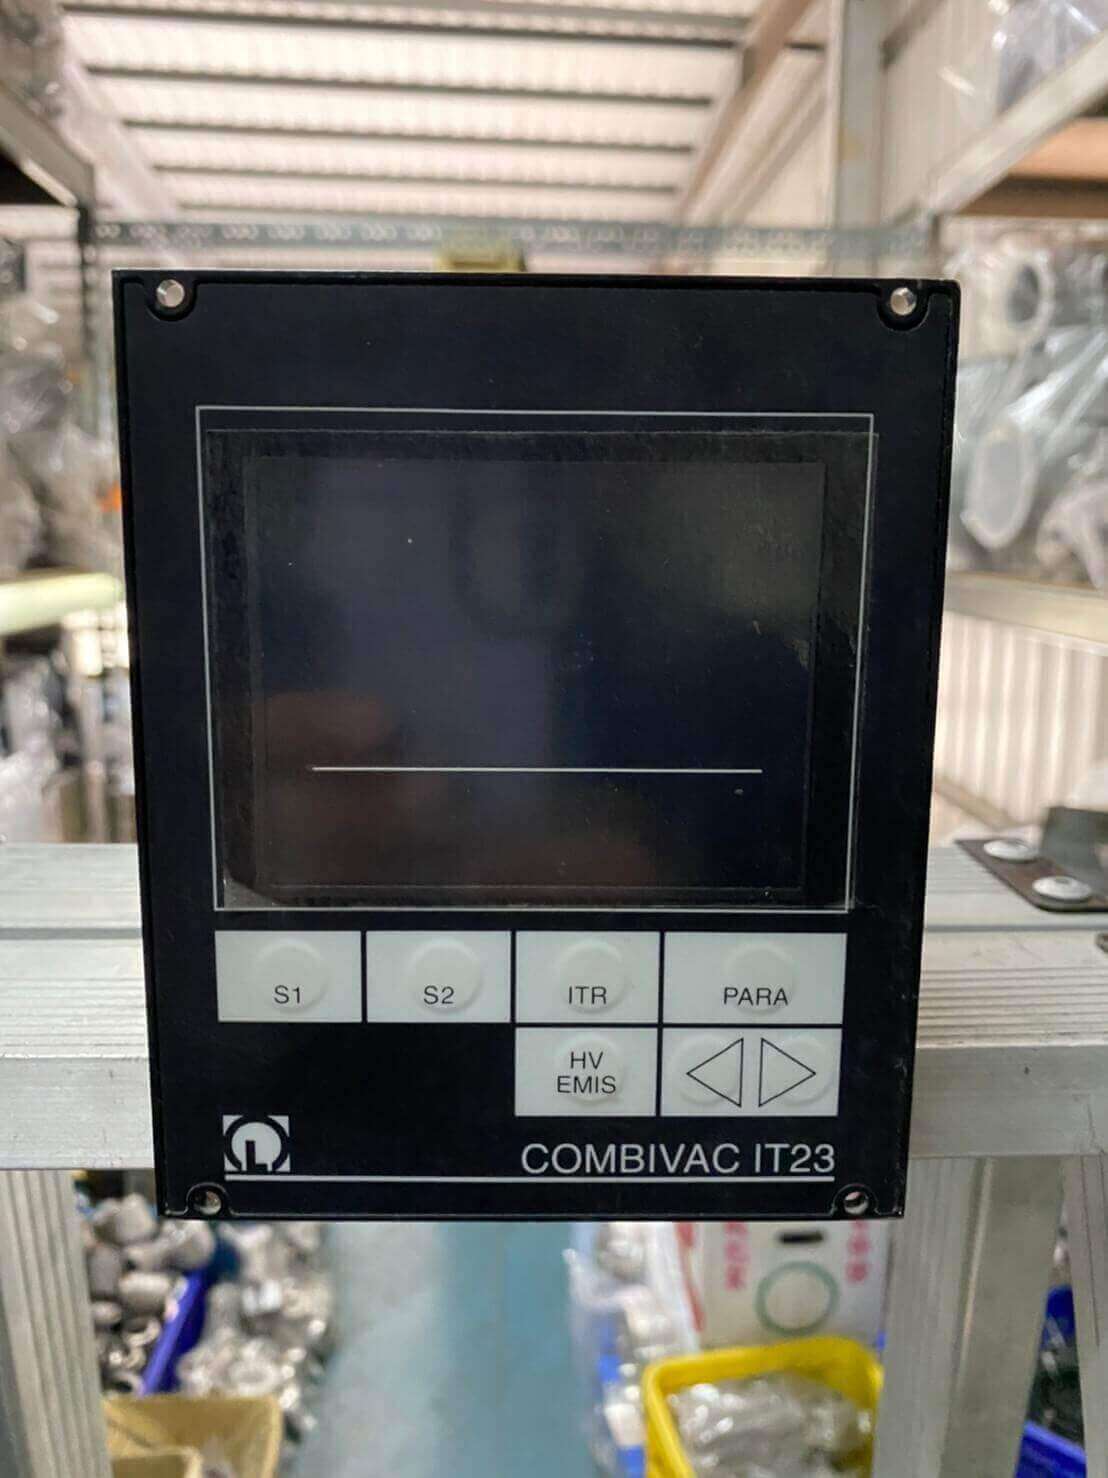 S1
S2
ITR
PARA
HV
EMIS
L
COMBIVAC IT23